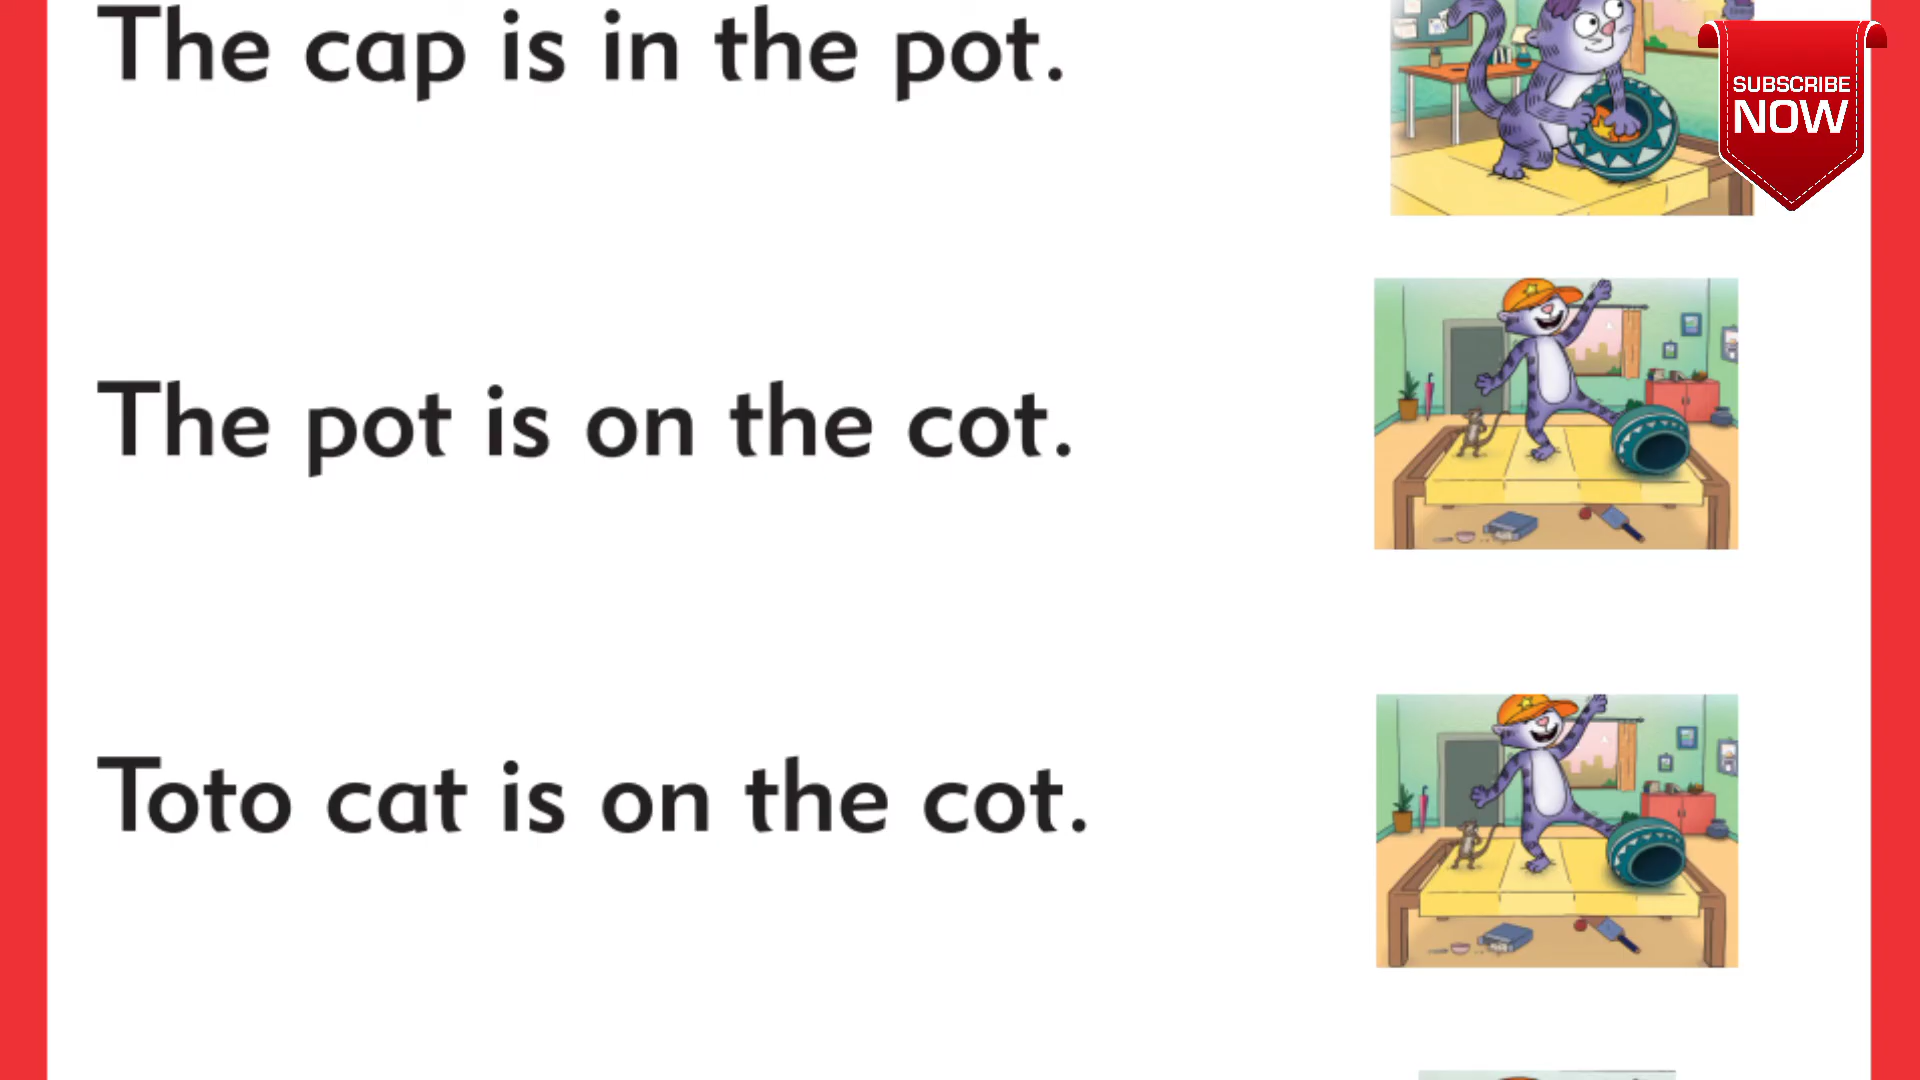 The cap is in the pot.
SUBSCRIBE
NOW
The pot is on the cot.
Toto cat is on the cot.